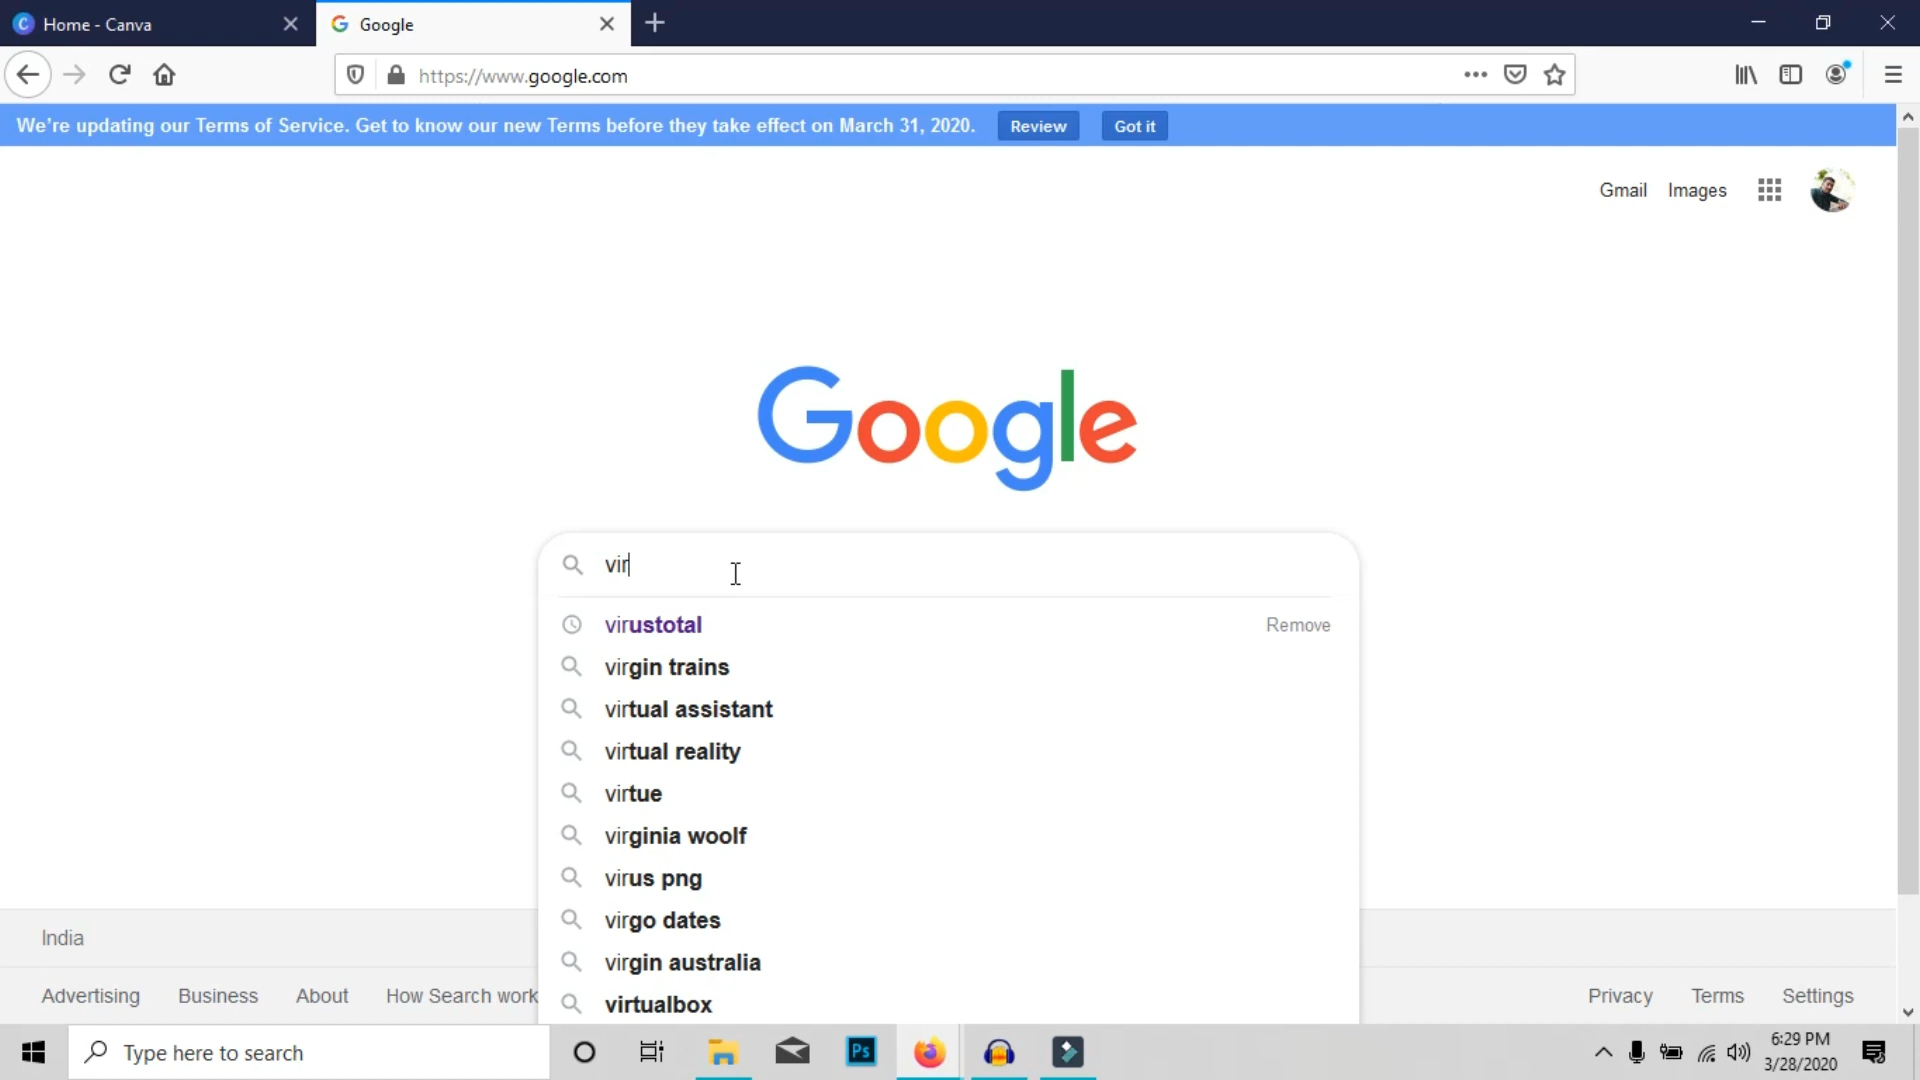 Home - Canva
Google
https://www.google.com
We're updating our Terms of Service. Get to know our new Terms before they take effect on March 31, 2020.
Review
Got it
Gmail
Images
Google
vir
virustotal
Remove
virgin trains
virtual assistant
virtual reality
virtue
virginia woolf
virus png
virgo dates
virgin australia
virtualbox
India
Advertising
Business
About
How Search work
Privacy
Terms
Settings
Type here to search
Ps
6:29 PM
3/28/2020